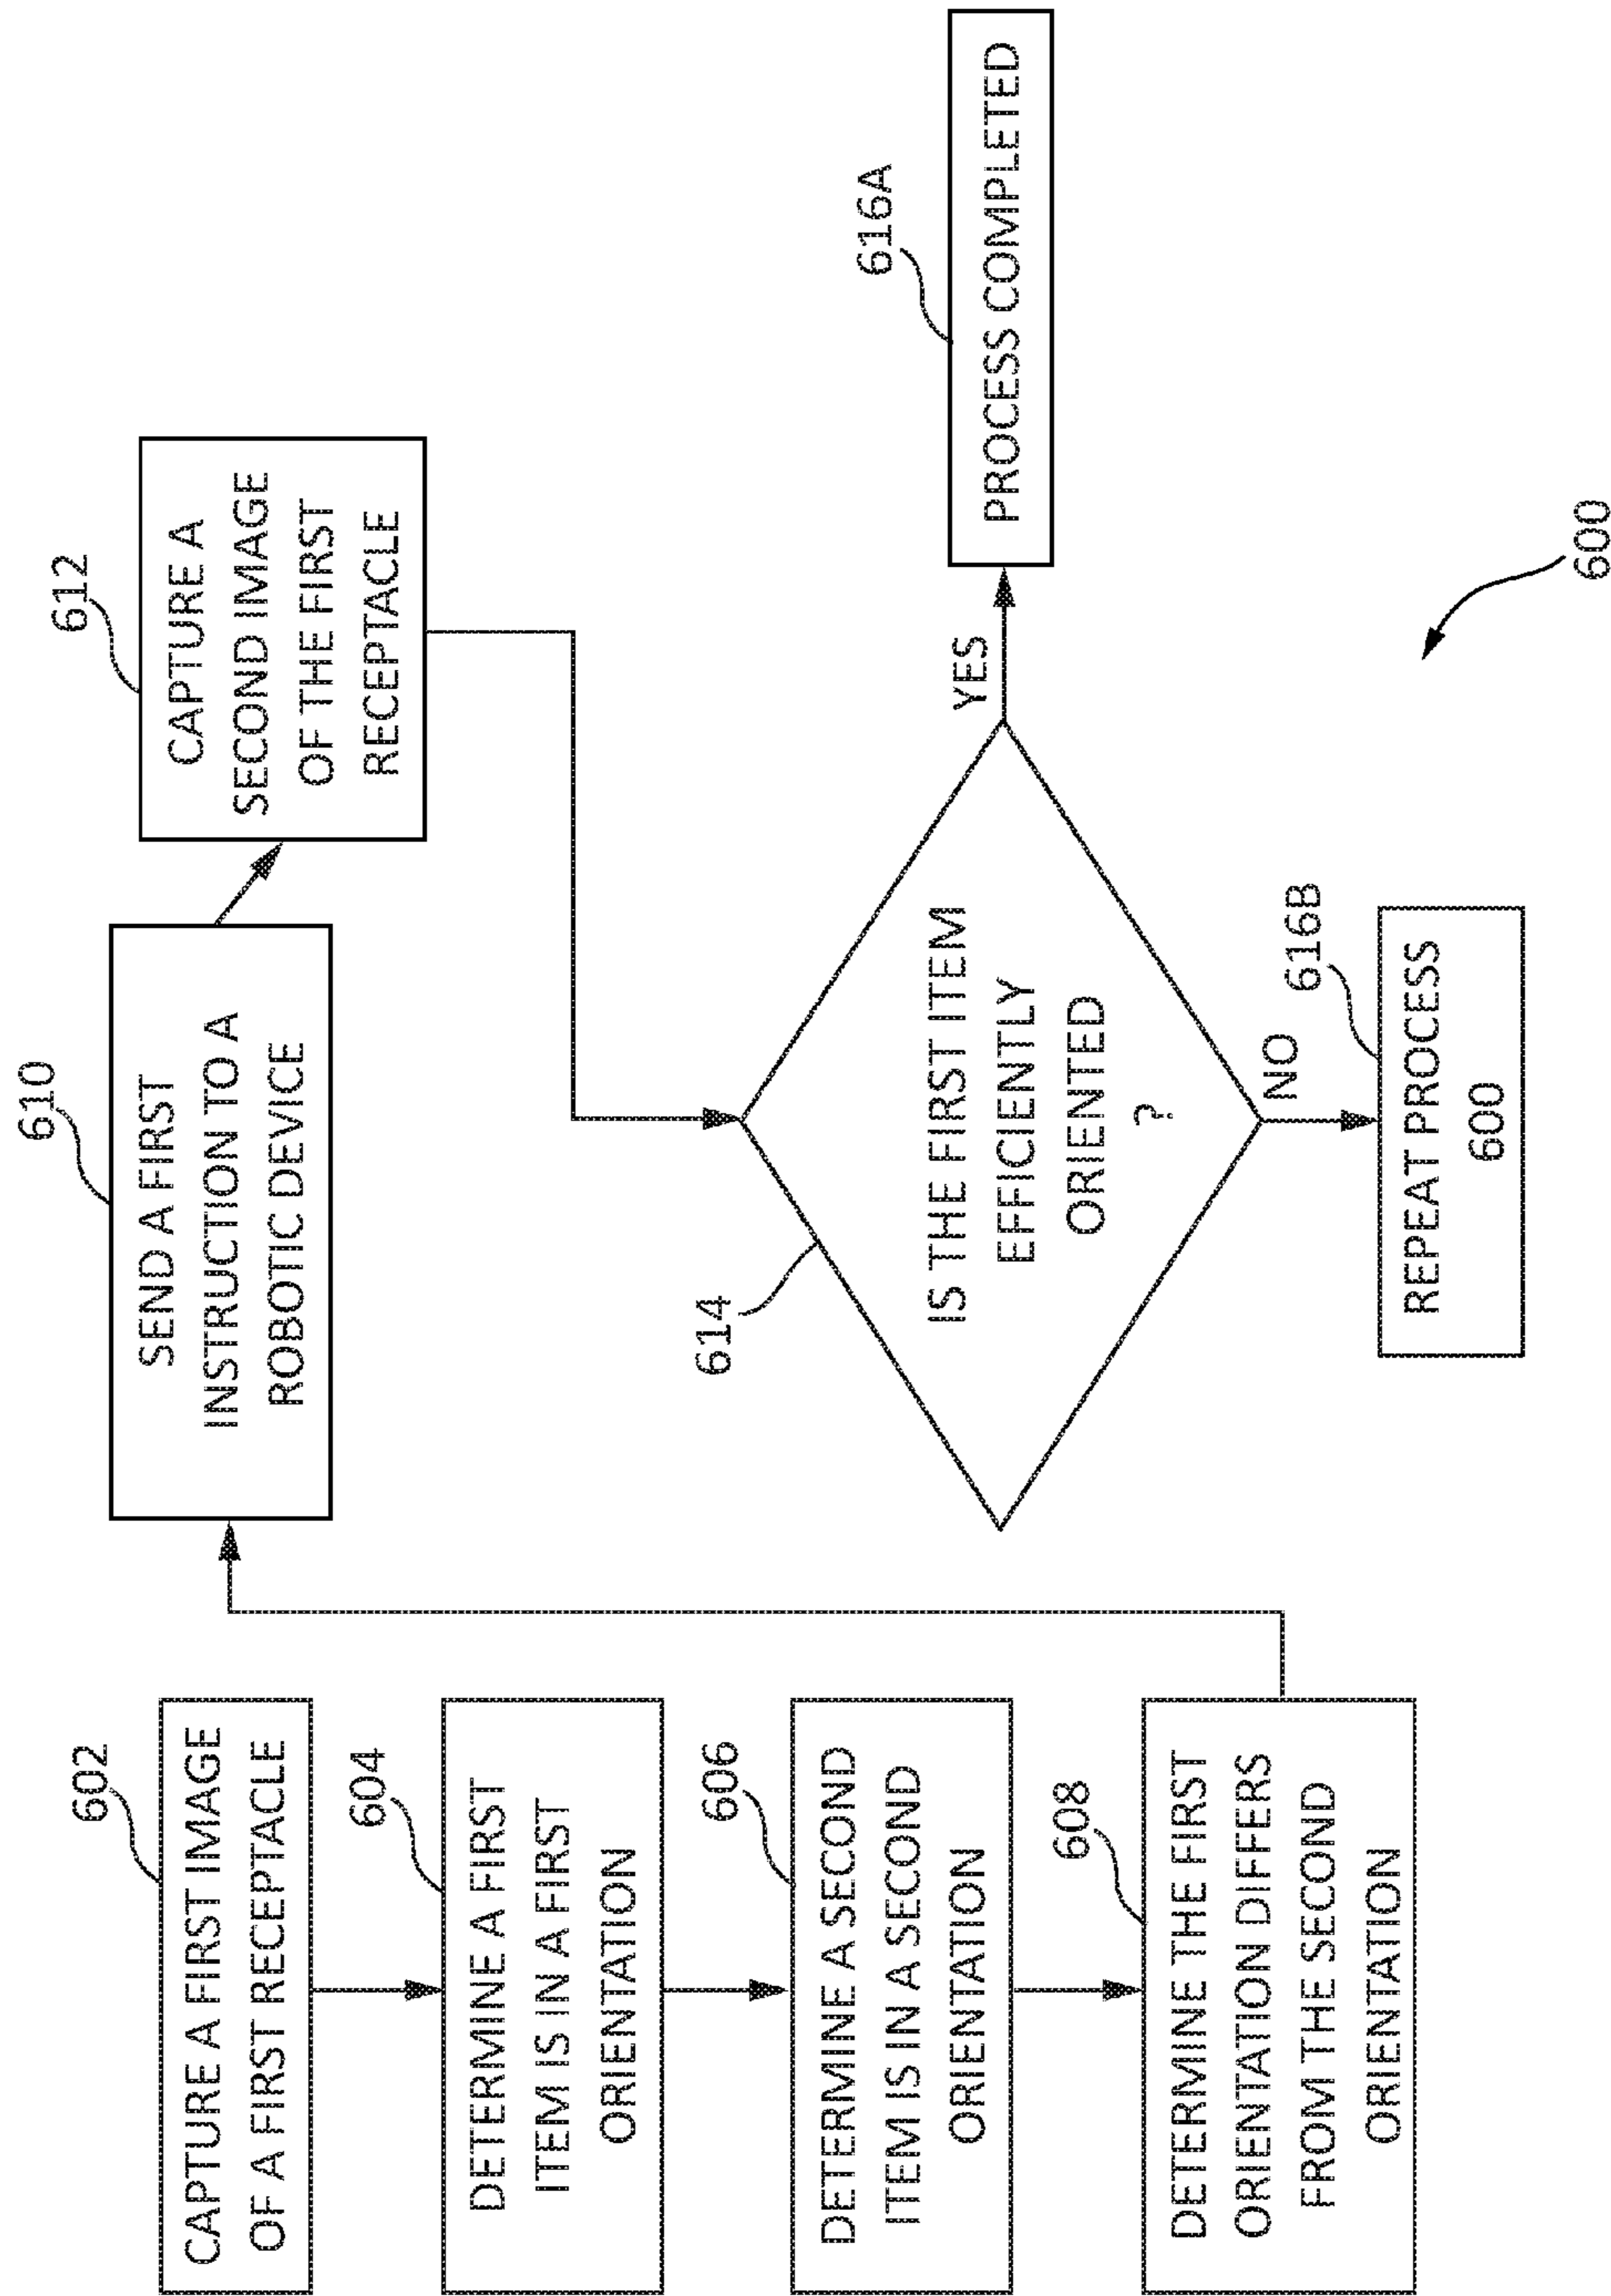 602
CAPTURE A FIRST IMAGE
OF A FIRST RECEPTACLE
604
DETERMINE A FIRST
ITEM IS IN A FIRST
ORIENTATION
606
DETERMINE A SECOND
ITEM IS IN A SECOND
ORIENTATION
608
DETERMINE THE FIRST
ORIENTATION DIFFERS
FROM THE SECOND
ORIENTATION
610
SEND A FIRST
INSTRUCTION TO A
ROBOTIC DEVICE
612
CAPTURE A
SECOND IMAGE
OF THE FIRST
RECEPTACLE
614
IS THE FIRST ITEM
EFFICIENTLY
ORIENTED
?
YES
616A
PROCESS COMPLETED
NO
616B
REPEAT PROCESS
600
600